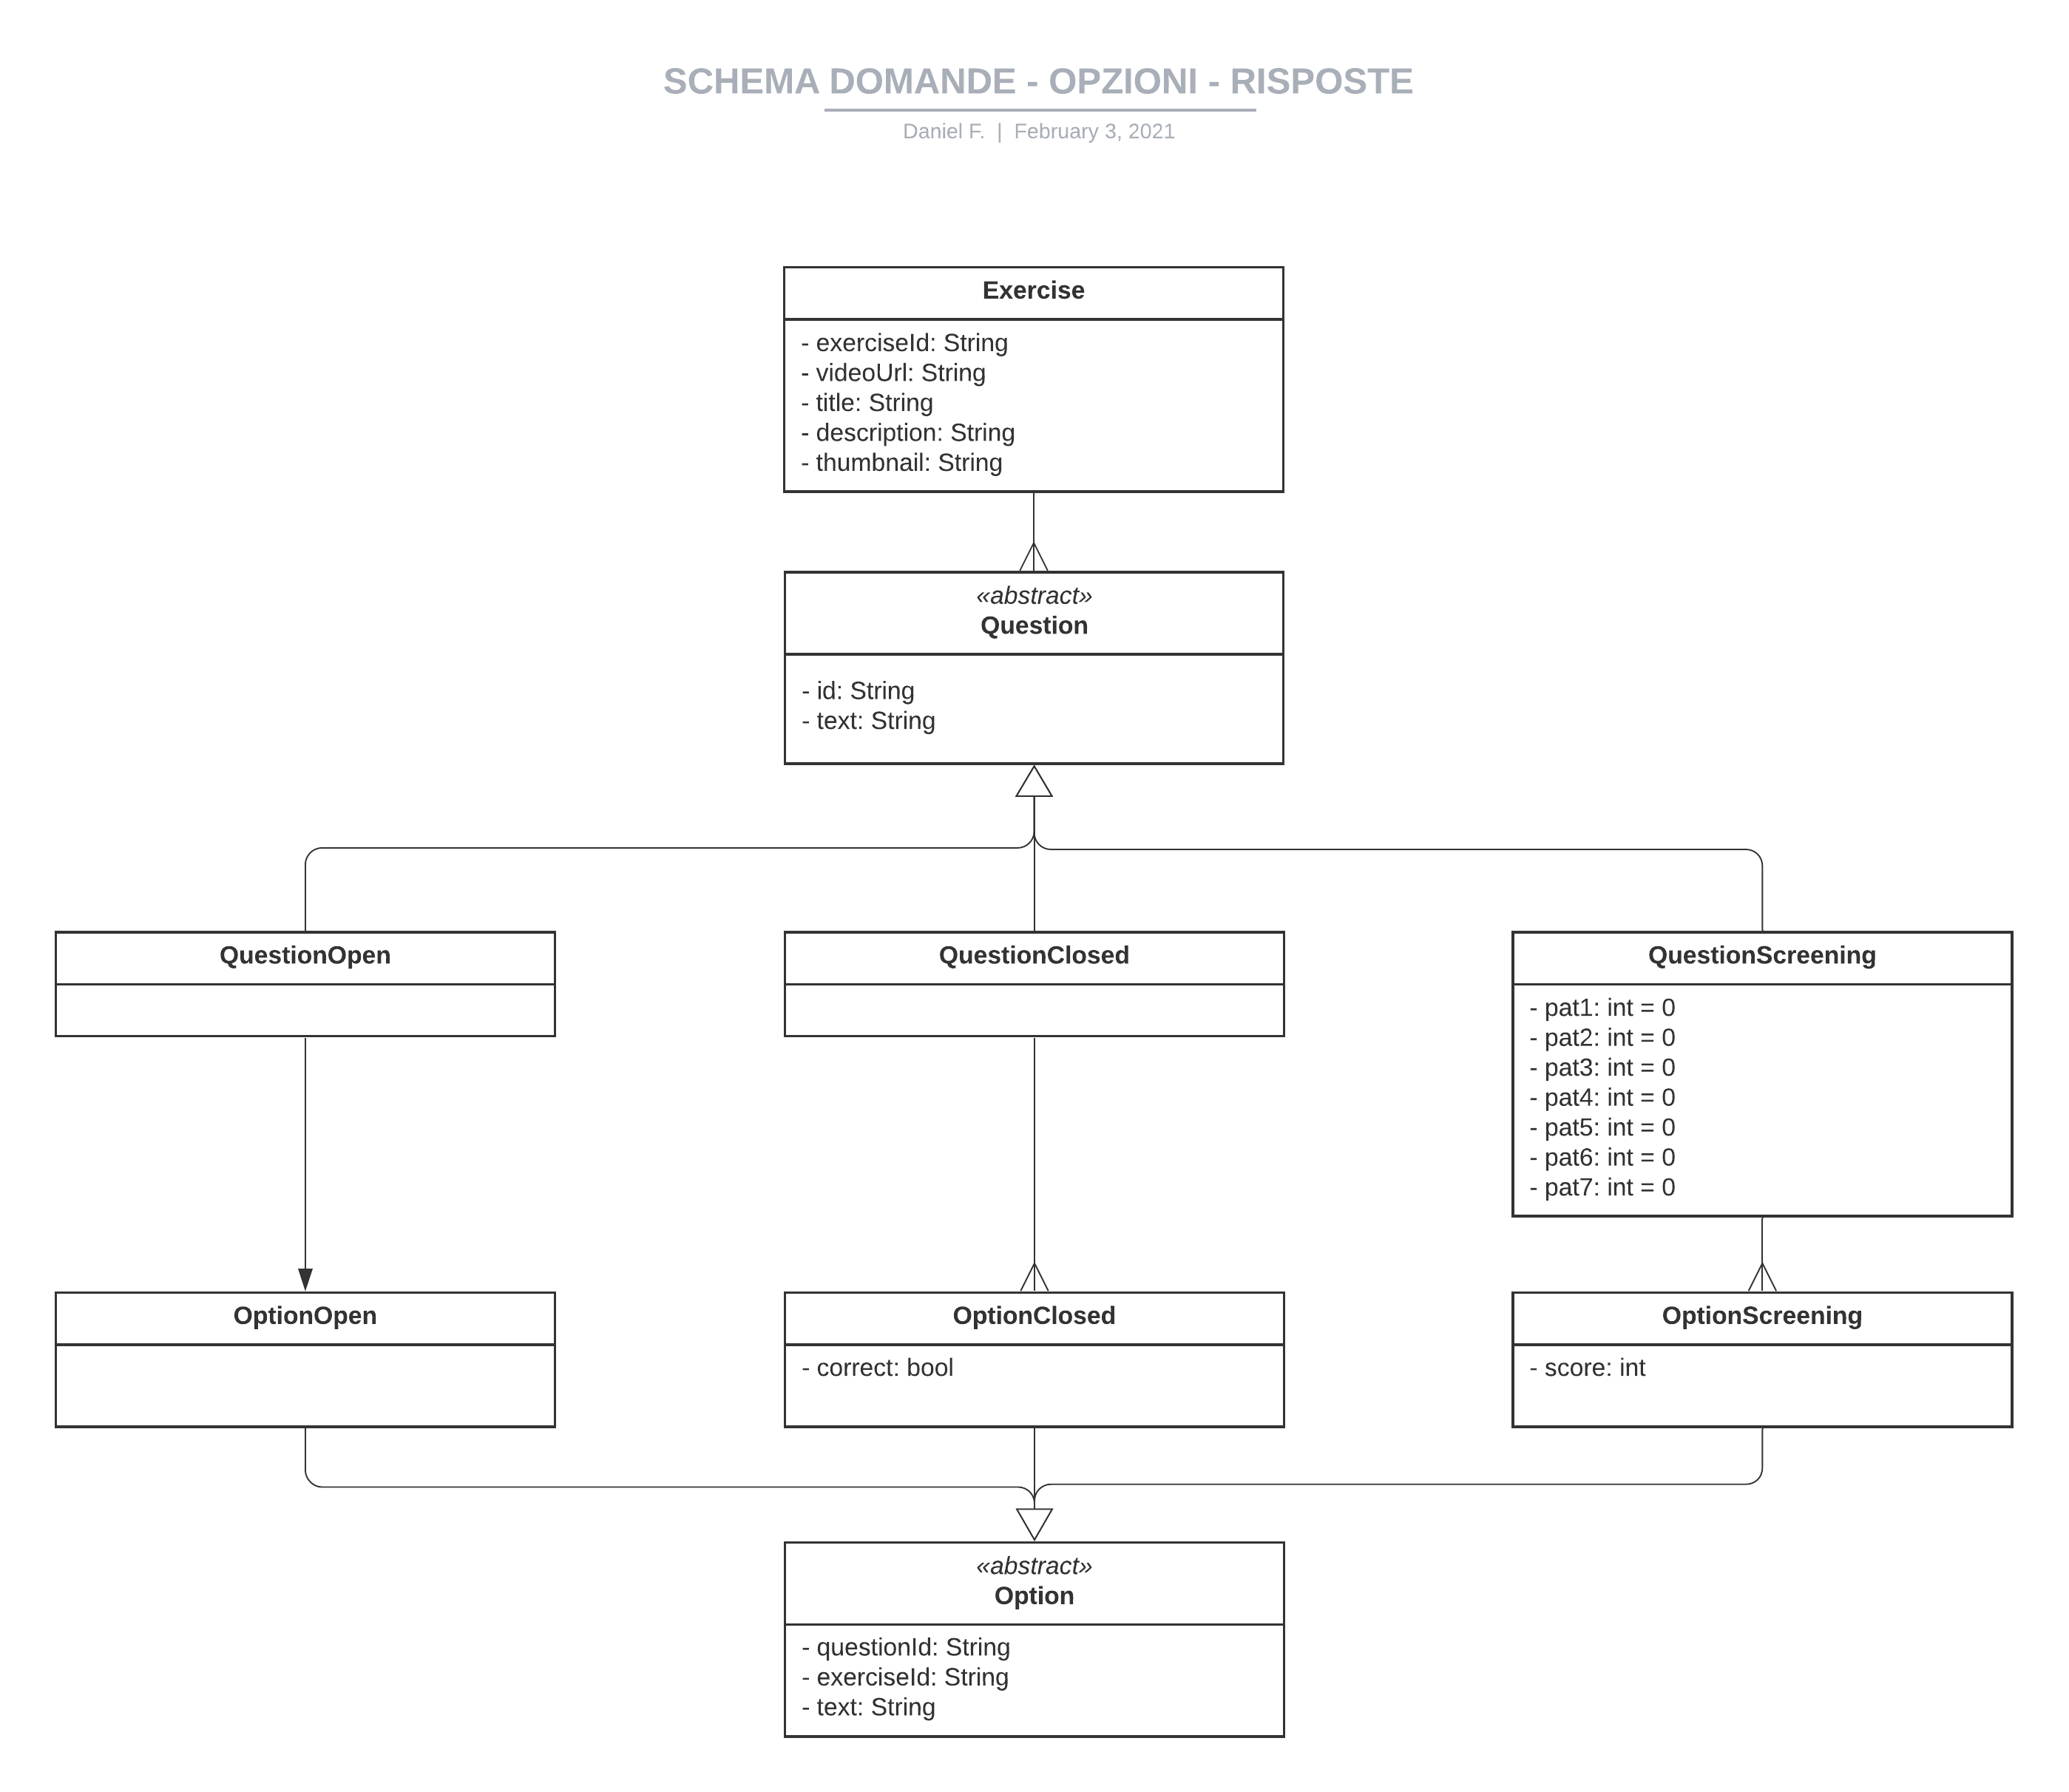 SCHEMA DOMANDE - OPZIONI - RISPOSTE
Daniel F. | February 3, 2021
Exercise
- exerciseId: String
- videoUrl: String
- title: String
- description: String
- thumbnail: String
«abstract»
Question
- id: String
- text: String
QuestionOpen
QuestionClosed
QuestionScreening
- pat1: int = 0
- pat2: int = 0
- pat3: int = 0
- pat4: int = 0
- pat5: int = 0
- pat6: int = 0
- pat7: int = 0
OptionOpen
OptionClosed
- correct: bool
OptionScreening
- score: int
«abstract»
Option
- questionId: String
- exerciseId: String
- text: String